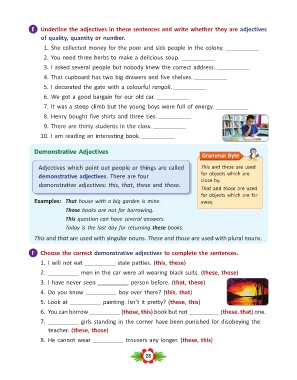 E Underline the adjectives in these sentences and write whether they are adjectives
of quality, quantity or number.
1. She collected money for the poor and sick people in the colony. ___________
2. You need three herbs to make a delicious soup. ___________
3. I asked several people but nobody knew the correct address. ___________
4. That cupboard has two big drawers and five shelves. ___________
5. I decorated the gate with a colourful rangoli. ___________
6. We got a good bargain for our old car ___________
7. It was a steep climb but the young boys were full of energy. ___________
8. Henry bought five shirts and three ties. ___________
9. There are thirty students in the class. ___________
10. I am reading an interesting book. ___________
Demonstrative Adjectives
Adjectives which point out people or things are called
demonstrative adjectives. There are four
demonstrative adjectives: this, that, these and those.
Grammar Byte
This and these are used
for objects which are
close by.
That and those are used
for objects which are far
away.
Examples: That house with a big garden is mine.
Those books are not for borrowing.
This question can have several answers.
Today is the last day for returning these books.
This and that are used with singular nouns. These and those are used with plural nouns.
F Choose the correct demonstrative adjectives to complete the sentences.
1. I will not eat __________ stale patties. (this, these)
2. __________ men in the car were all wearing black suits. (these, those)
3. I have never seen __________ person before. (that, these)
4. Do you know __________ boy over there? (this, that)
5. Look at __________ painting. Isn't it pretty? (these, this)
6. You can borrow __________ (those, this) book but not __________ (these, that) one.
7. __________ girls standing in the corner have been punished for disobeying the
teacher. (these, those)
8. He cannot wear __________ trousers any longer. (these, this)